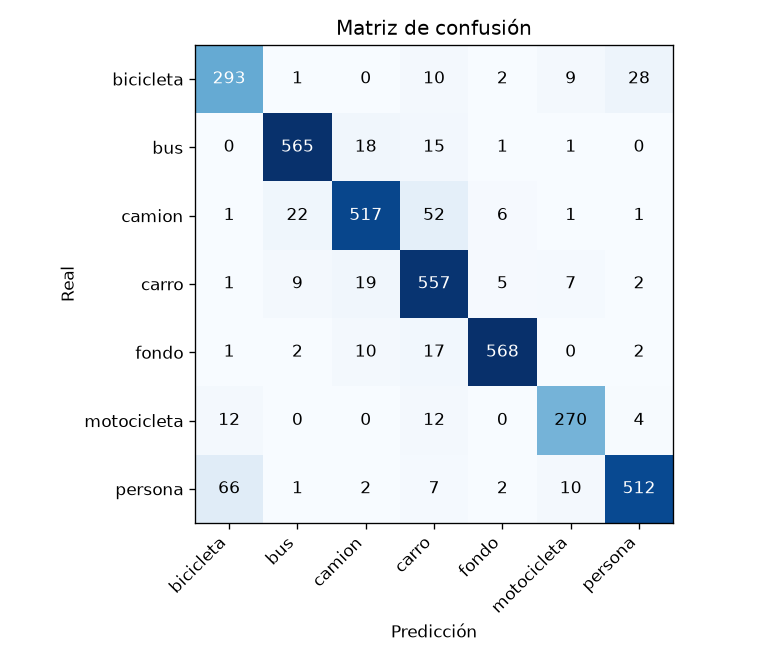 Matriz de confusión
bicicleta 293 1 0 10 2 9 28
bus 0 565 18 15 1 1 0
camion 1 22 517 52 6 1 1
carro 1 9 19 557 5 7 2
fondo 1 2 10 17 568 0 2
motocicleta 12 0 0 12 0 270 4
persona 66 1 2 7 2 10 512
Real
bicicleta bus camion carro fondo motocicleta persona
Predicción